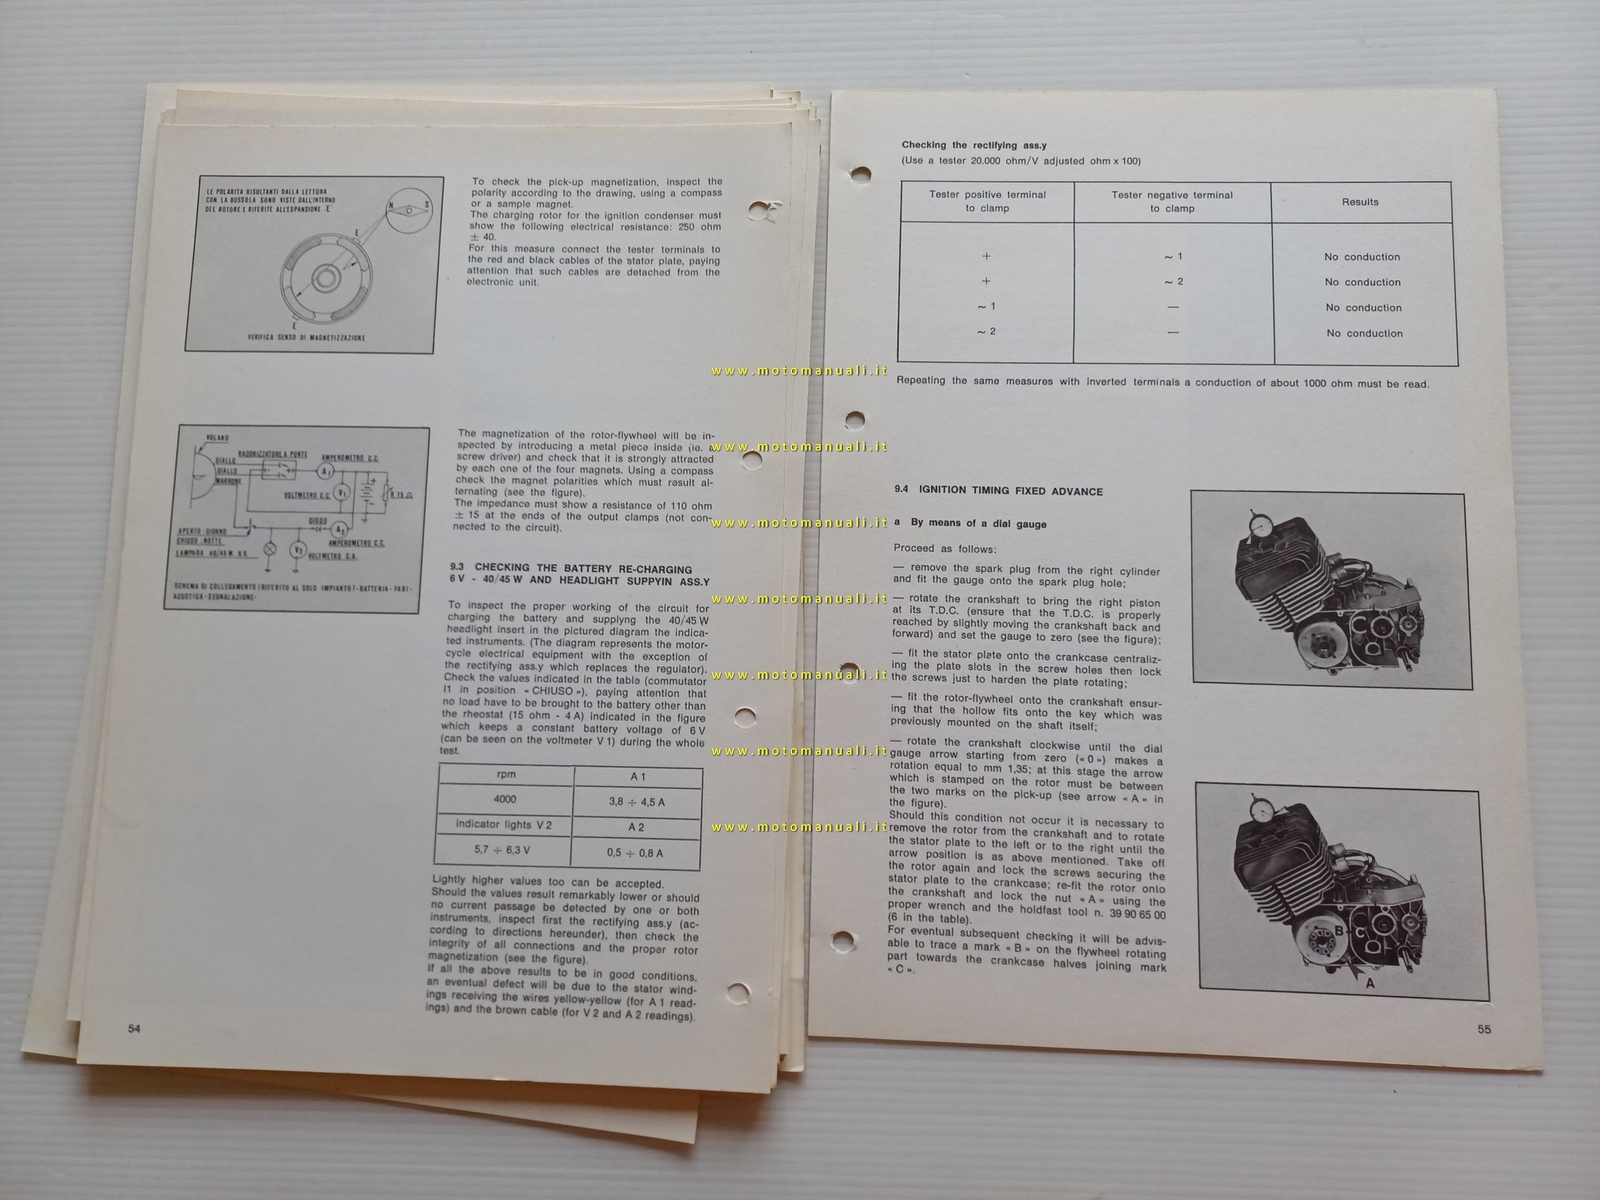 LE POLARITA RISULTANTI DALLA LETTURA
CON LA BUSSOLA SONO VISTE DALL'INTERNO
DEL ROTORE E RIFERITE ALL'ESPANSIONE "E"
N
S
E
E
VERIFICA SENSO DI MAGNETIZZAZIONE
To check the pick-up magnetization, inspect the
polarity according to the drawing, using a compass
or a sample magnet.
The charging rotor for the ignition condenser must
show the following electrical resistance: 250 ohm
± 40.
For this measure connect the tester terminals to
the red and black cables of the stator plate, paying
attention that such cables are detached from the
electronic unit.
VOLANO
GIALLO
GIALLO
MARRONE
RADDRIZZATORE A PONTE
AMPEROMETRO C.C.
A1
VOLTMETRO C.C.
V1
DIODO
A2
AMPEROMETRO C.C.
V2
VOLTMETRO C.A.
APERTO-GIORNO
CHIUSO-NOTTE
LAMPADA 40/45W 6V
SCHEMA DI COLLEGAMENTO (RIFERITO AL SOLO IMPIANTO)-BATTERIA-FARI-
ACUSTICA-SEGNALAZIONE-
The magnetization of the rotor-flywheel will be in-
spected by introducing a metal piece inside (ie. a
screw driver) and check that it is strongly attracted
by each one of the four magnets. Using a compass
check the magnet polarities which must result al-
ternating (see the figure).
The impedance must show a resistance of 110 ohm
± 15 at the ends of the output clamps (not con-
nected to the circuit).
9.3 CHECKING THE BATTERY RE-CHARGING
6 V - 40/45 W AND HEADLIGHT SUPPYIN ASS.Y
To inspect the proper working of the circuit for
charging the battery and supplyng the 40/45 W
headlight insert in the pictured diagram the indica-
ted instruments. (The diagram represents the motor-
cycle electrical equipment with the exception of
the rectifying ass.y which replaces the regulator).
Check the values indicated in the table (commutator
I1 in position « CHIUSO »), paying attention that
no load have to be brought to the battery other than
the rheostat (15 ohm - 4 A) indicated in the figure
which keeps a constant battery voltage of 6 V
(can be seen on the voltmeter V 1) during the whole
test.
rpm A 1
4000 3,8 ÷ 4,5 A
indicator lights V 2 A 2
5,7 ÷ 6,3 V 0,5 ÷ 0,8 A
Lightly higher values too can be accepted.
Should the values result remarkably lower or should
no current passage be detected by one or both
instruments, inspect first the rectifying ass.y (ac-
cording to directions hereunder), then check the
integrity of all connections and the proper rotor
magnetization (see the figure).
If all the above results to be in good conditions,
an eventual defect will be due to the stator wind-
ings receiving the wires yellow-yellow (for A 1 read-
ings) and the brown cable (for V 2 and A 2 readings).
54
www.motomanuali.it
www.motomanuali.it
www.motomanuali.it
www.motomanuali.it
www.motomanuali.it
www.motomanuali.it
www.motomanuali.it
Checking the rectifying ass.y
(Use a tester 20.000 ohm/V adjusted ohm x 100)
Tester positive terminal to clamp Tester negative terminal to clamp Results
+ ~ 1 No conduction
+ ~ 2 No conduction
~ 1 — No conduction
~ 2 — No conduction
Repeating the same measures with inverted terminals a conduction of about 1000 ohm must be read.
9.4 IGNITION TIMING FIXED ADVANCE
a By means of a dial gauge
Proceed as follows:
— remove the spark plug from the right cylinder
and fit the gauge onto the spark plug hole;
— rotate the crankshaft to bring the right piston
at its T.D.C. (ensure that the T.D.C. is properly
reached by slightly moving the crankshaft back and
forward) and set the gauge to zero (see the figure);
— fit the stator plate onto the crankcase centraliz-
ing the plate slots in the screw holes then lock
the screws just to harden the plate rotating;
— fit the rotor-flywheel onto the crankshaft ensur-
ing that the hollow fits onto the key which was
previously mounted on the shaft itself;
— rotate the crankshaft clockwise until the dial
gauge arrow starting from zero (« 0 ») makes a
rotation equal to mm 1,35; at this stage the arrow
which is stamped on the rotor must be between
the two marks on the pick-up (see arrow « A » in
the figure).
Should this condition not occur it is necessary to
remove the rotor from the crankshaft and to rotate
the stator plate to the left or to the right until the
arrow position is as above mentioned. Take off
the rotor again and lock the screws securing the
stator plate to the crankcase; re-fit the rotor onto
the crankshaft and lock the nut « A » using the
proper wrench and the holdfast tool n. 39 90 65 00
(6 in the table).
For eventual subsequent checking it will be advis-
able to trace a mark « B » on the flywheel rotating
part towards the crankcase halves joining mark
« C ».
B-C
A
55